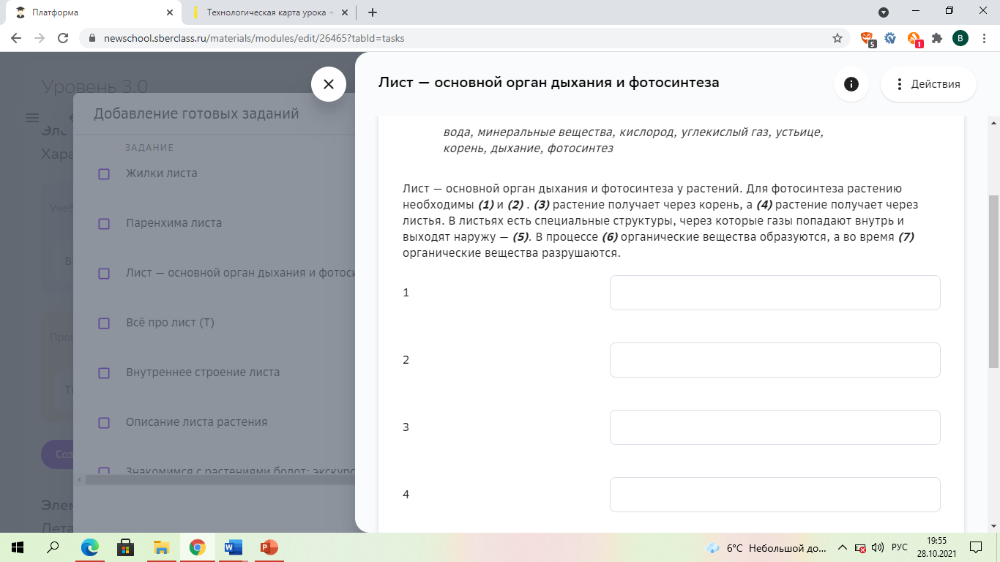 Платформа
Технологическая карта урока
newschool.sberclass.ru/materials/modules/edit/26465?tabId=tasks
5
1
B
Уровень 3.0
Добавление готовых заданий
ЗАДАНИЕ
Жилки листа
Паренхима листа
Лист — основной орган дыхания и фотоси
Всё про лист (Т)
Внутреннее строение листа
Описание листа растения
Знакомимся с растениями болот: экскурс
Эле
Хара
Учеб
Соз
Элем
Дета
Лист — основной орган дыхания и фотосинтеза
Действия
вода, минеральные вещества, кислород, углекислый газ, устьице,
корень, дыхание, фотосинтез
Лист — основной орган дыхания и фотосинтеза у растений. Для фотосинтеза растению
необходимы (1) и (2) . (3) растение получает через корень, а (4) растение получает через
листья. В листьях есть специальные структуры, через которые газы попадают внутрь и
выходят наружу — (5). В процессе (6) органические вещества образуются, а во время (7)
органические вещества разрушаются.
1
2
3
4
6°C Небольшой до...
РУС
19:55
28.10.2021